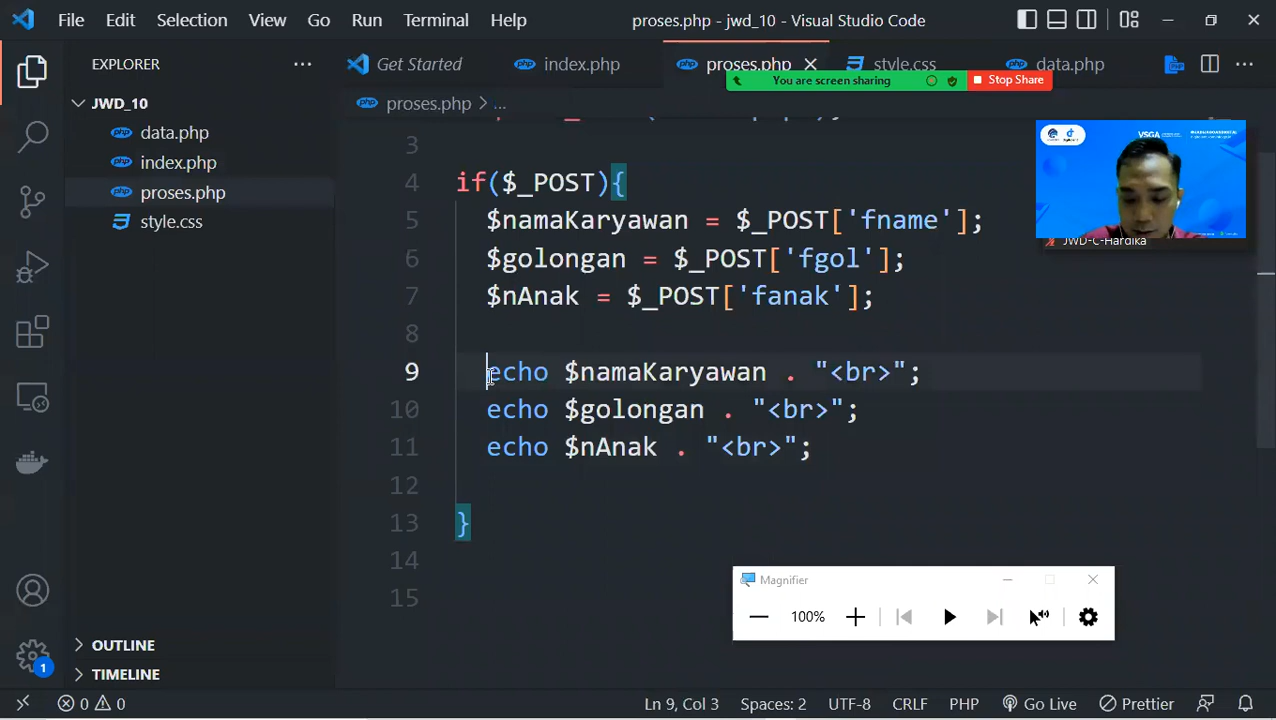 File Edit Selection View Go Run Terminal Help
proses.php - jwd_10 - Visual Studio Code
EXPLORER
Get Started
index.php
proses.php
style.css
data.php
You are screen sharing
Stop Share
JWD_10
data.php
index.php
proses.php
style.css
proses.php > ...
3
4 if($_POST){
5 $namaKaryawan = $_POST['fname'];
6 $golongan = $_POST['fgol'];
7 $nAnak = $_POST['fanak'];
8
9 echo $namaKaryawan . "<br>";
10 echo $golongan . "<br>";
11 echo $nAnak . "<br>";
12
13 }
14
15
VSGA
JWD-C-Hardika
Magnifier
100%
OUTLINE
TIMELINE
1
0 0
Ln 9, Col 3
Spaces: 2
UTF-8
CRLF
PHP
Go Live
Prettier